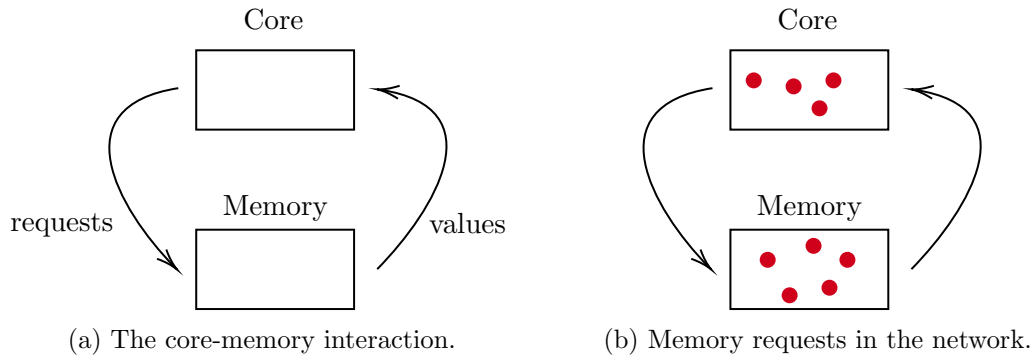 Core
Core
requests
Memory
values
Memory
(a) The core-memory interaction.
(b) Memory requests in the network.